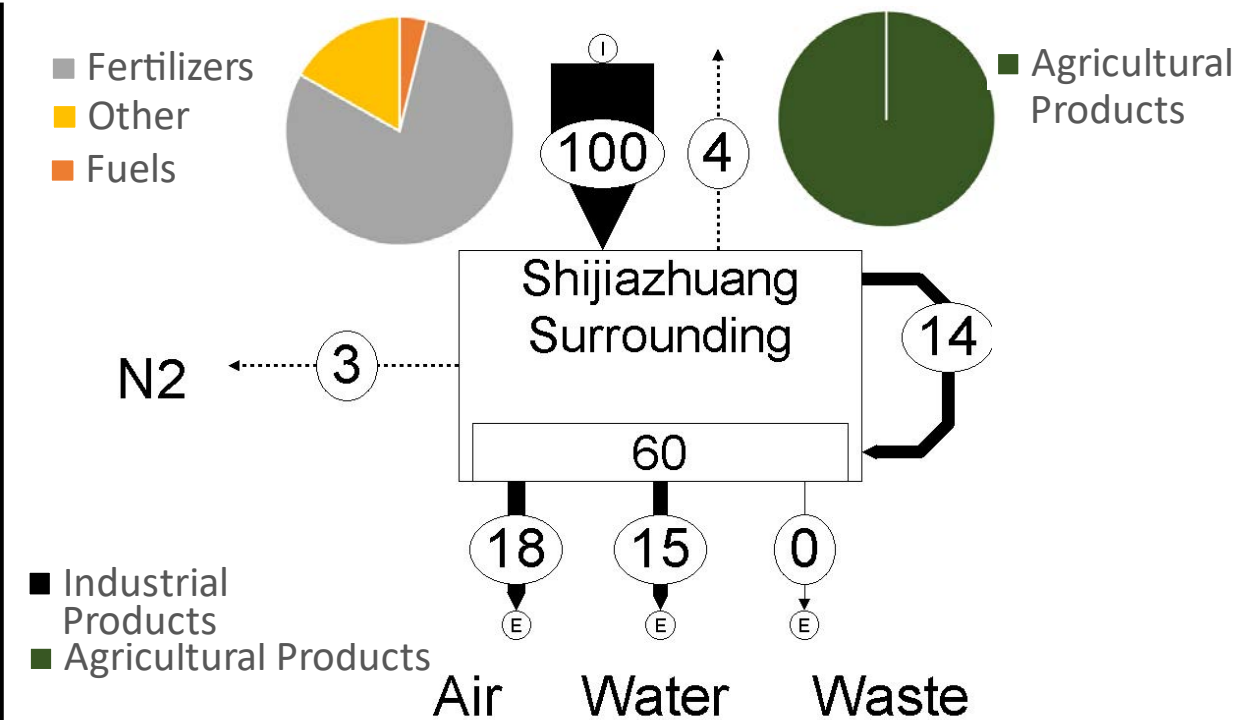 Fertilizers
Other
Fuels
I
100
4
Agricultural
Products
Shijiazhuang
Surrounding
14
N2
3
60
18
15
0
E
E
E
Industrial
Products
Agricultural Products
Air
Water
Waste